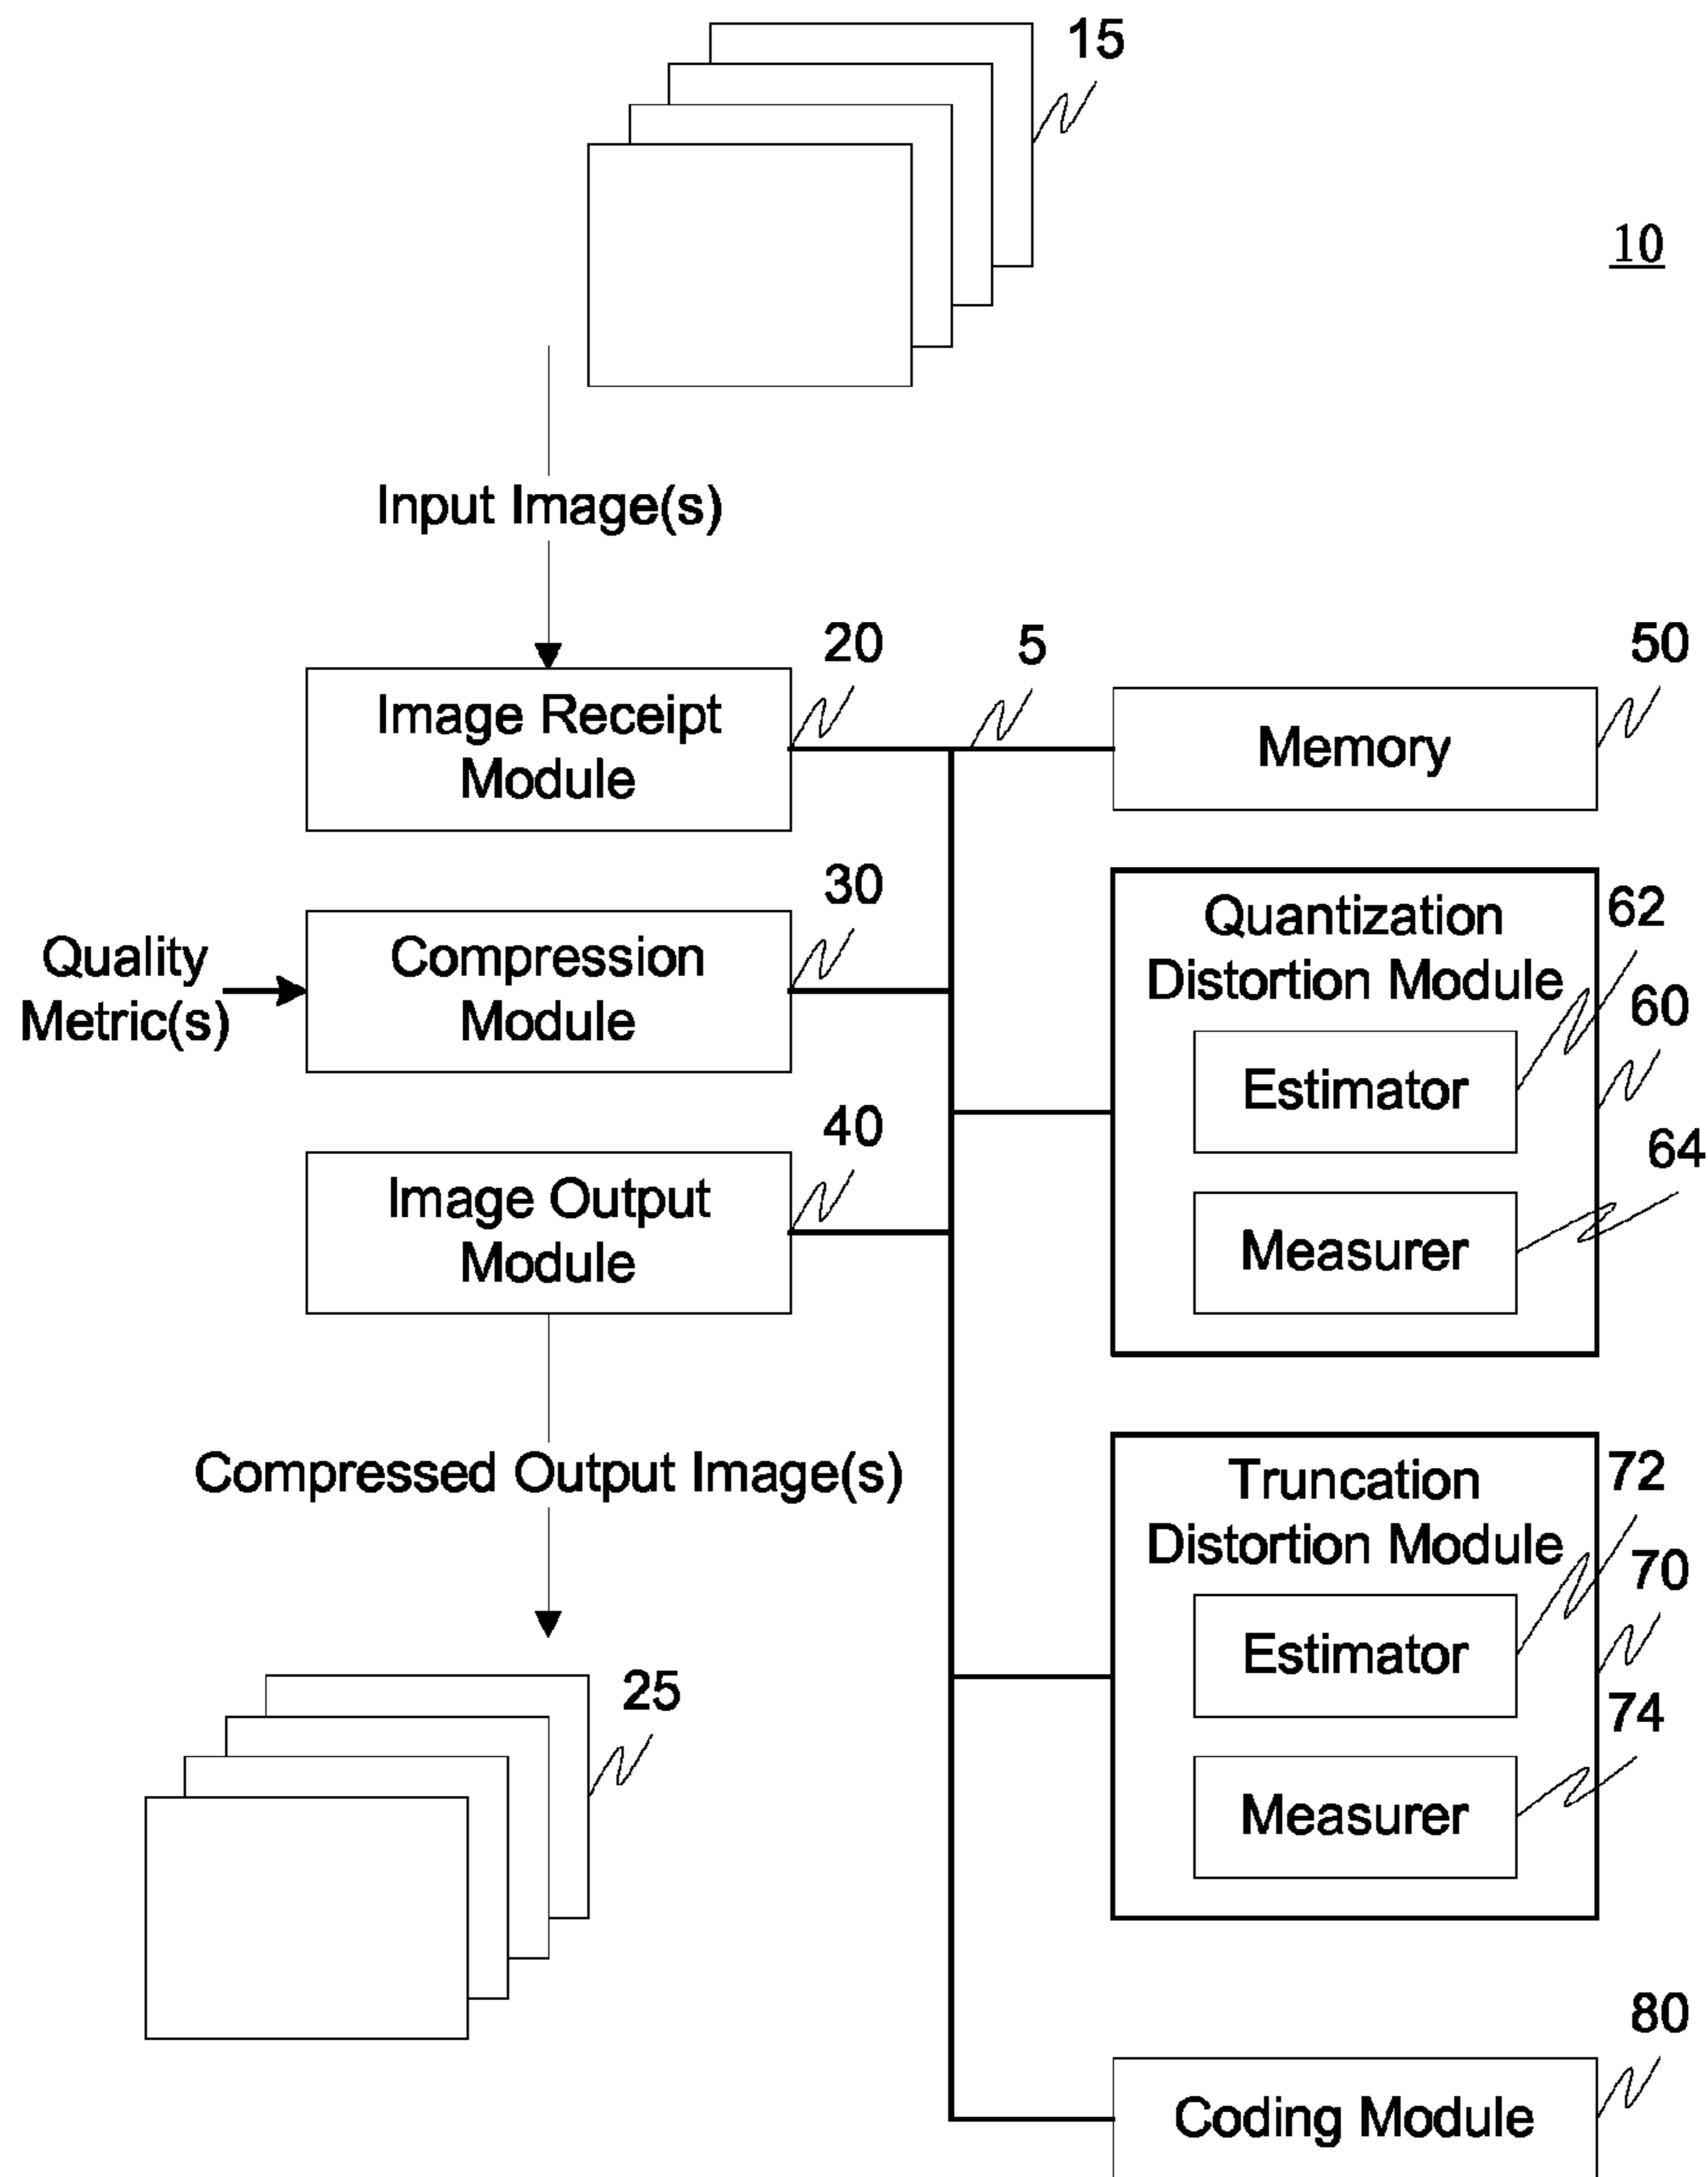 15
10
Input Image(s)
20
5
50
Image Receipt
Module
Memory
30
62
Quality
Metric(s)
Compression
Module
Quantization
Distortion Module
60
Estimator
40
64
Image Output
Module
Measurer
Compressed Output Image(s)
72
Truncation
Distortion Module
70
Estimator
25
74
Measurer
80
Coding Module